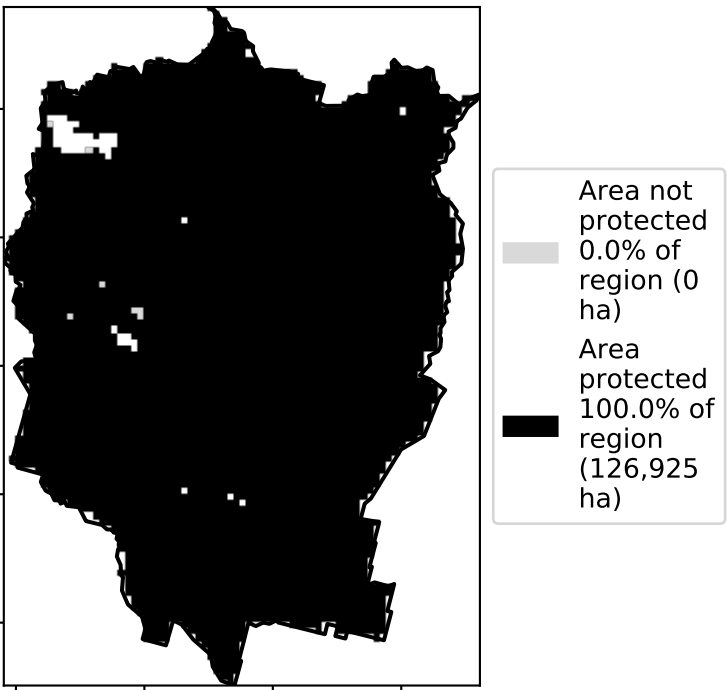 Area not
protected
0.0% of
region (0
ha)
Area
protected
100.0% of
region
(126,925
ha)